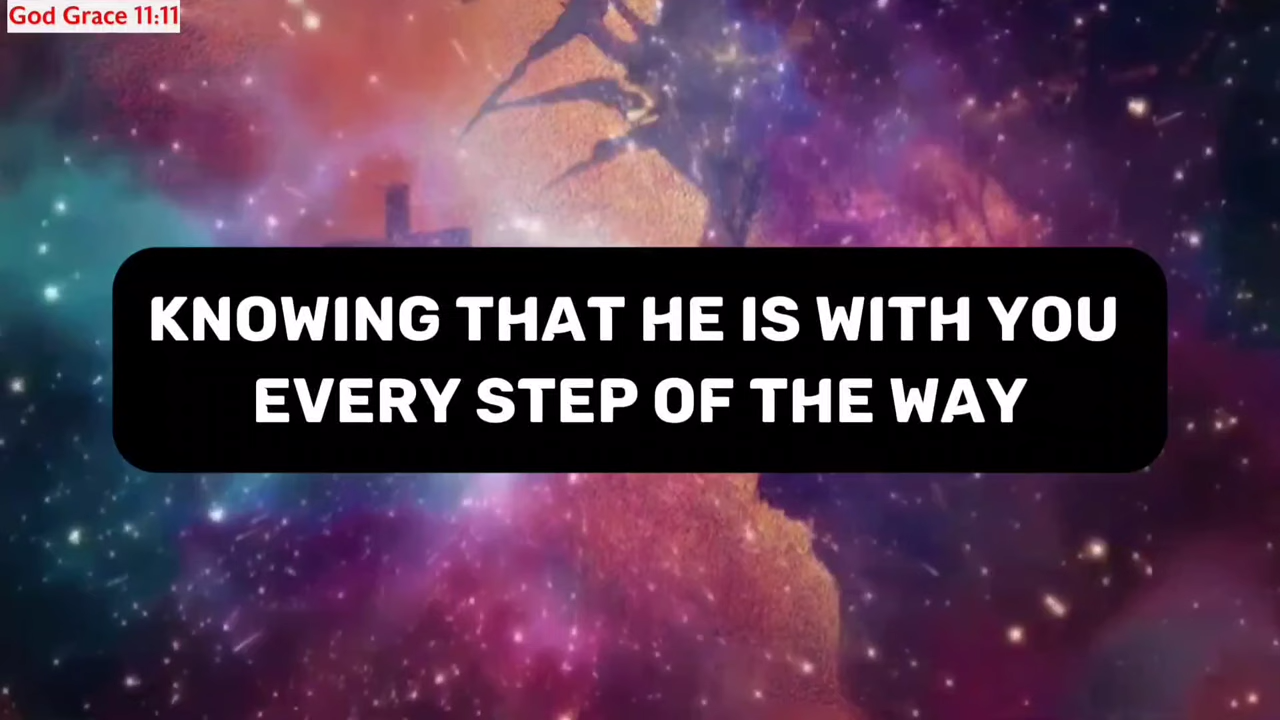 God Grace 11:11
KNOWING THAT HE IS WITH YOU
EVERY STEP OF THE WAY